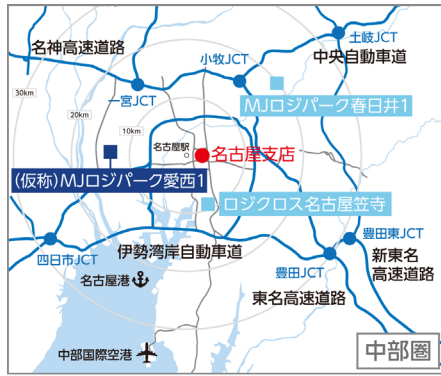 名神高速道路
小牧JCT
土岐JCT
中央自動車道
30km
一宮JCT
MJロジパーク春日井1
20km
10km
名古屋駅
名古屋支店
(仮称)MJロジパーク愛西1
ロジクロス名古屋笠寺
四日市JCT
伊勢湾岸自動車道
豊田東JCT
名古屋港
豊田JCT
新東名
高速道路
東名高速道路
中部国際空港
中部圏